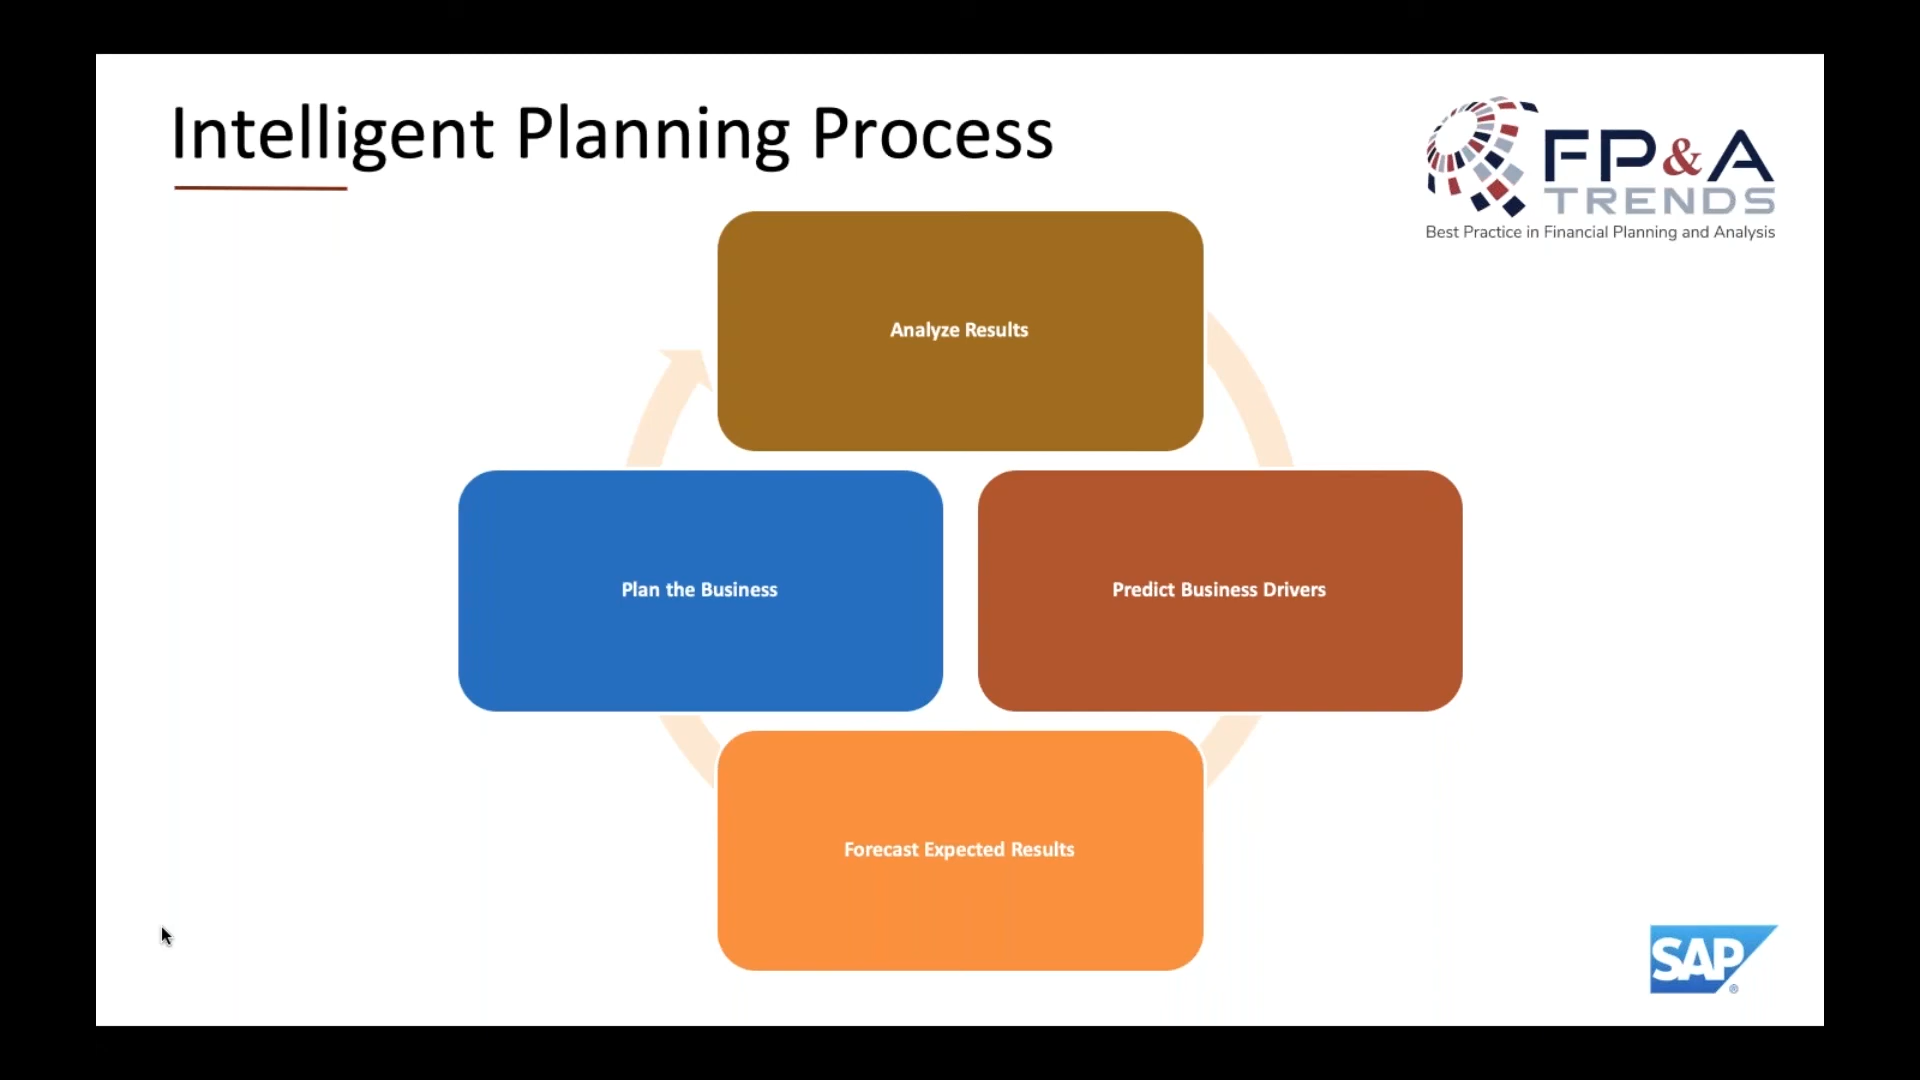 Intelligent Planning Process
FP&A
TRENDS
Best Practice in Financial Planning and Analysis
Analyze Results
Plan the Business
Predict Business Drivers
Forecast Expected Results
SAP
®